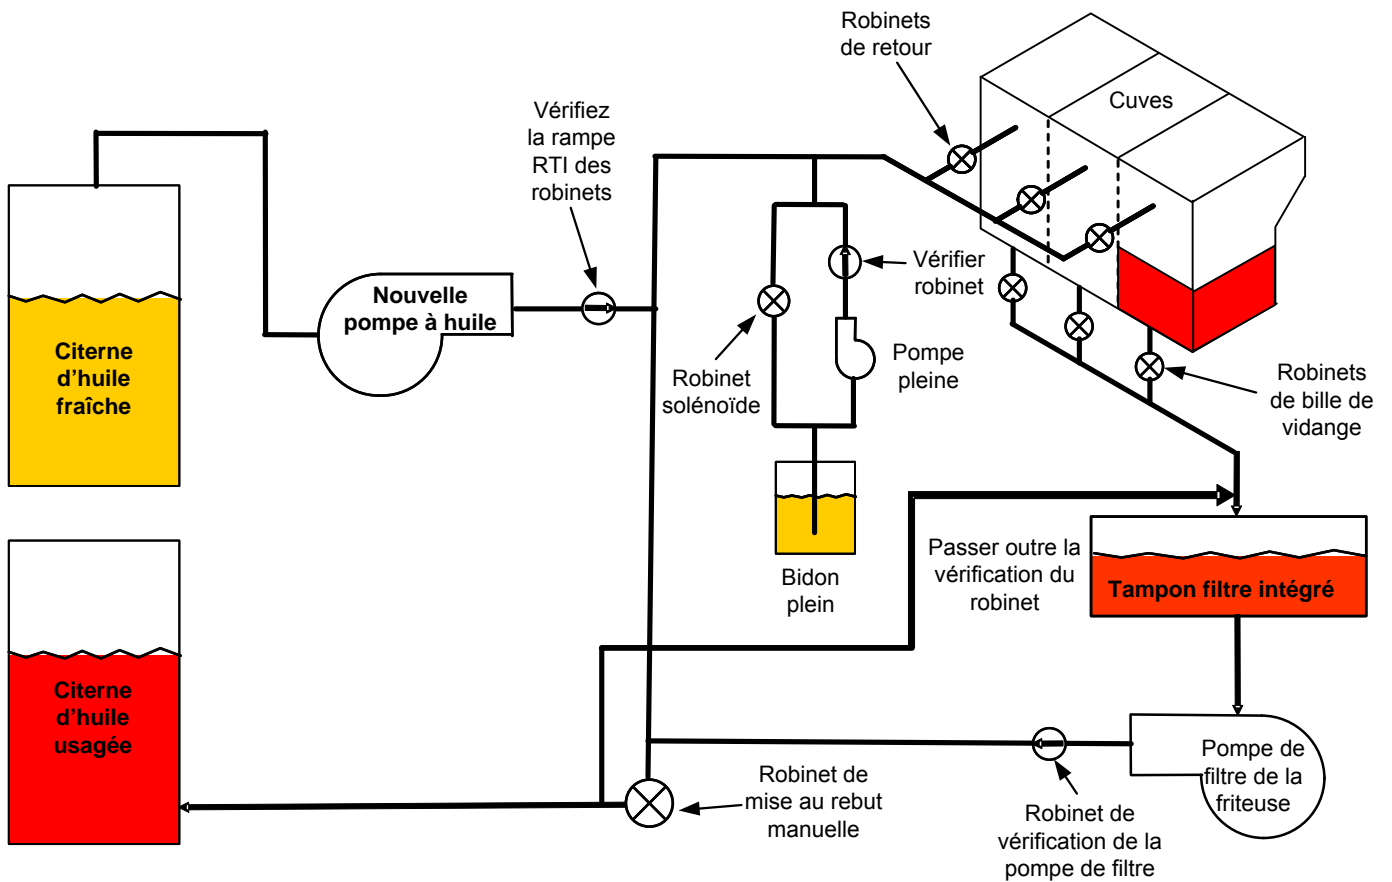 Robinets
de retour
Cuves
Vérifiez
la rampe
RTI des
robinets
Vérifier
robinet
Nouvelle
pompe à huile
Citerne
d'huile
fraîche
Robinet
solénoïde
Pompe
pleine
Robinets
de bille de
vidange
Bidon
plein
Passer outre la
vérification du
robinet
Tampon filtre intégré
Citerne
d'huile
usagée
Robinet de
mise au rebut
manuelle
Robinet de
vérification de la
pompe de filtre
Pompe de
filtre de la
friteuse